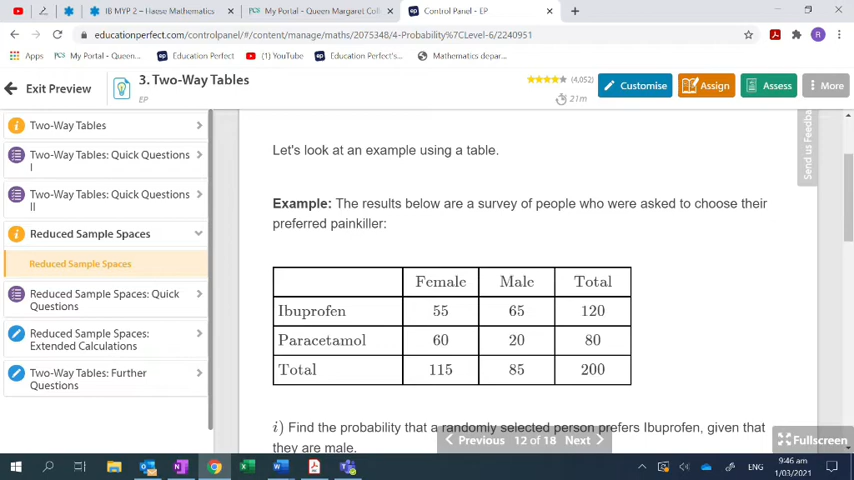 IB MYP 2 – Haese Mathematics
My Portal - Queen Margaret Coll
Control Panel - EP
educationperfect.com/controlpanel/#/content/manage/maths/2075348/4-Probability%7CLevel-6/2240951
R
Apps
PCS My Portal - Queen...
Education Perfect
(1) YouTube
Education Perfect's...
Mathematics depar...
Exit Preview
3. Two-Way Tables
EP
(4,052)
21m
Customise
Assign
Assess
More
Two-Way Tables
Two-Way Tables: Quick Questions
I
Two-Way Tables: Quick Questions
II
Reduced Sample Spaces
Reduced Sample Spaces
Reduced Sample Spaces: Quick
Questions
Reduced Sample Spaces:
Extended Calculations
Two-Way Tables: Further
Questions
Send us Feedba
Let's look at an example using a table.
Example: The results below are a survey of people who were asked to choose their
preferred painkiller:
Female Male Total
Ibuprofen 55 65 120
Paracetamol 60 20 80
Total 115 85 200
i) Find the probability that a randomly selected person prefers Ibuprofen, given that
they are male.
Previous 12 of 18 Next
Fullscreen
ENG
9:46 am
1/03/2021